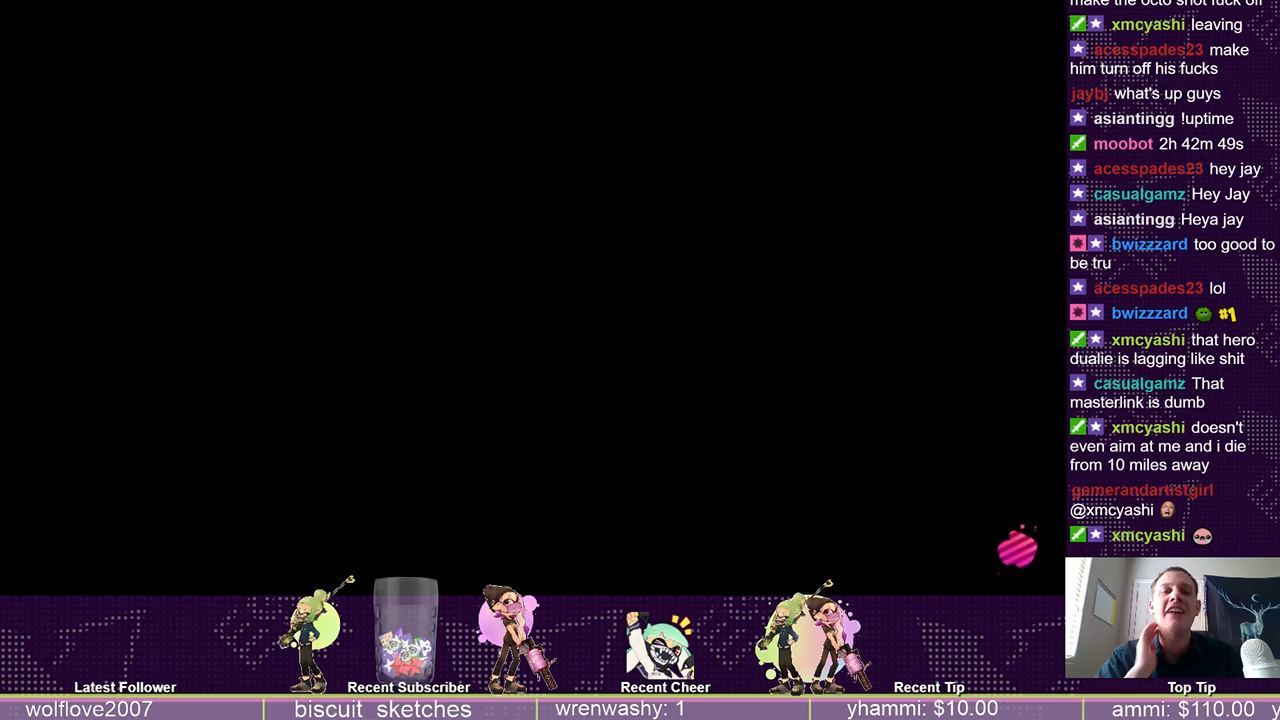 make the octo shot fuck off
xmcyashi leaving
acesspades23 make
him turn off his fucks
jaybj what's up guys
asiantingg !uptime
moobot 2h 42m 49s
acesspades23 hey jay
casualgamz Hey Jay
asiantingg Heya jay
bwizzzard too good to
be tru
acesspades23 lol
bwizzzard #1
xmcyashi that hero
dualie is lagging like shit
casualgamz That
masterlink is dumb
xmcyashi doesn't
even aim at me and i die
from 10 miles away
gamerandartistgirl
@xmcyashi
xmcyashi
Latest Follower
Recent Subscriber
Recent Cheer
Recent Tip
Top Tip
wolflove2007
biscuit_sketches
wrenwashy: 1
yhammi: $10.00
ammi: $110.00 y